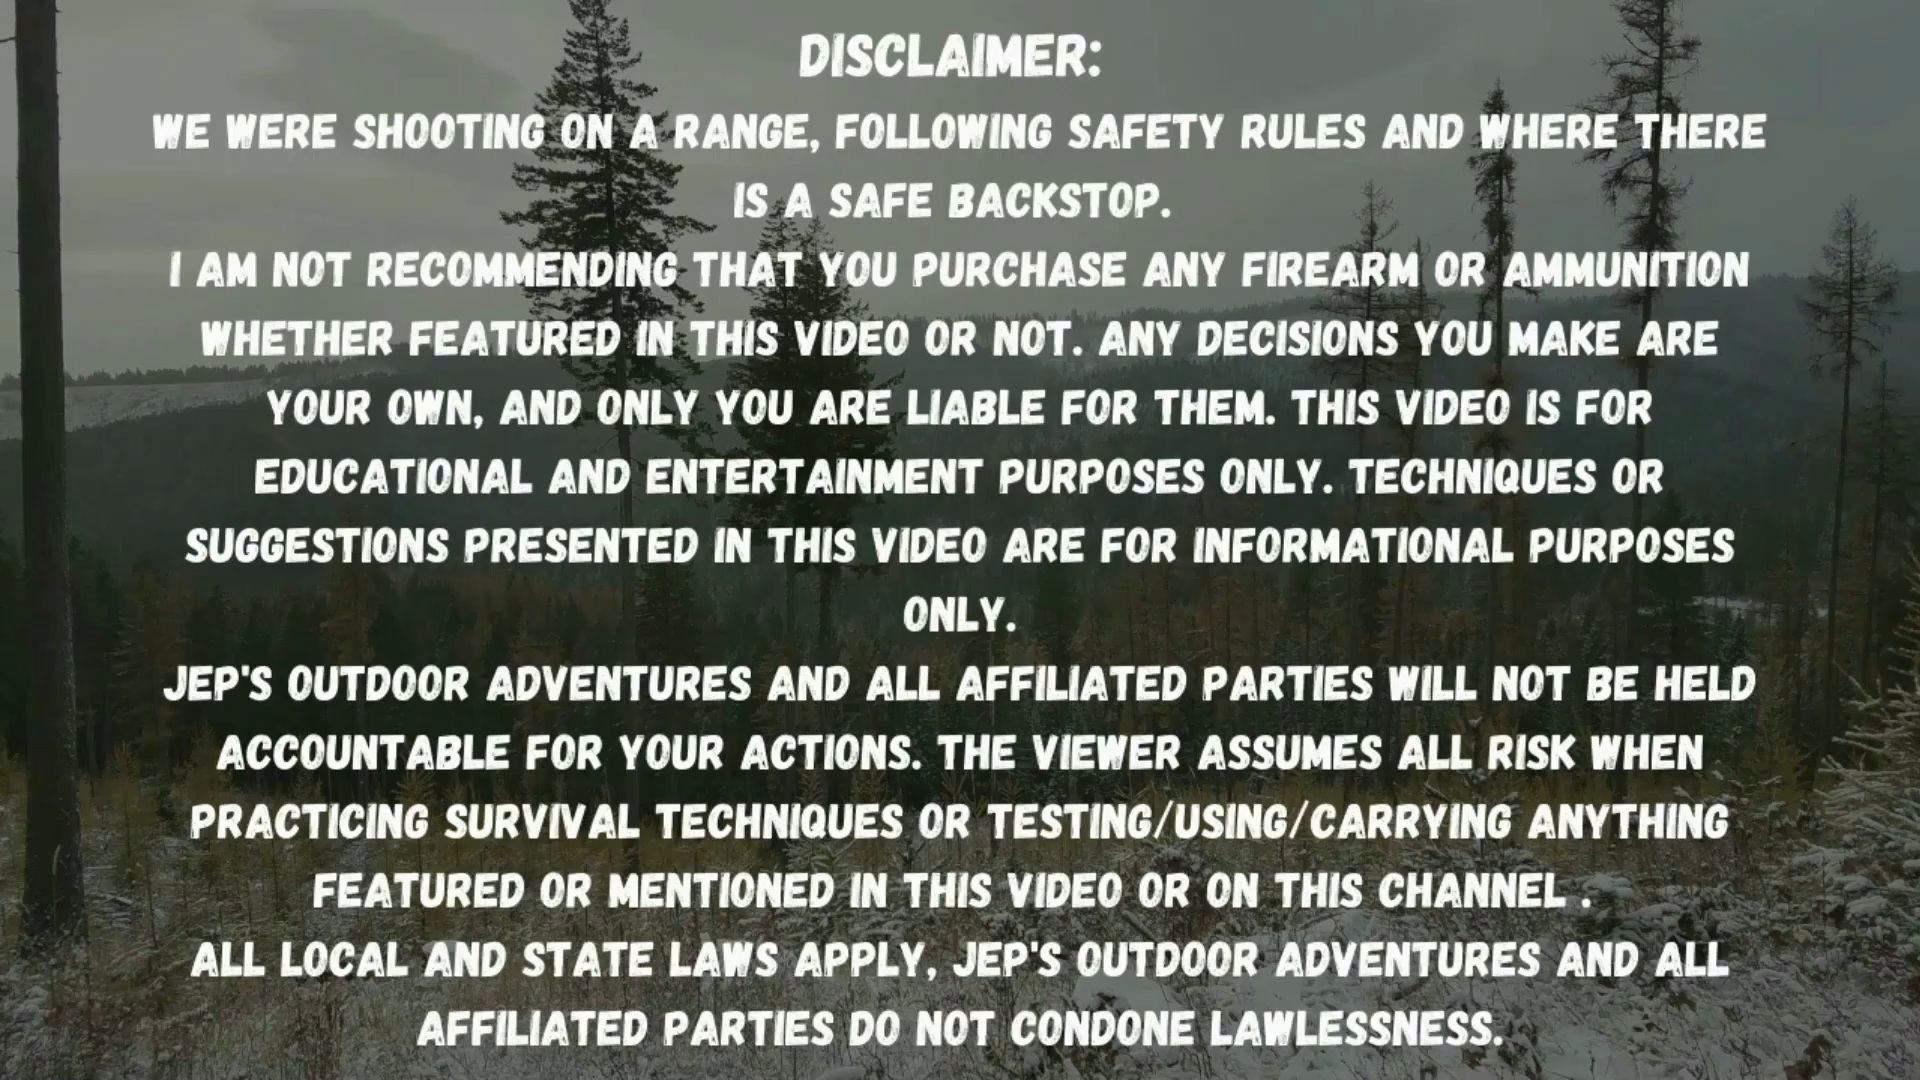 DISCLAIMER:
WE WERE SHOOTING ON A RANGE, FOLLOWING SAFETY RULES AND WHERE THERE
IS A SAFE BACKSTOP.
I AM NOT RECOMMENDING THAT YOU PURCHASE ANY FIREARM OR AMMUNITION
WHETHER FEATURED IN THIS VIDEO OR NOT. ANY DECISIONS YOU MAKE ARE
YOUR OWN, AND ONLY YOU ARE LIABLE FOR THEM. THIS VIDEO IS FOR
EDUCATIONAL AND ENTERTAINMENT PURPOSES ONLY. TECHNIQUES OR
SUGGESTIONS PRESENTED IN THIS VIDEO ARE FOR INFORMATIONAL PURPOSES
ONLY.
JEP'S OUTDOOR ADVENTURES AND ALL AFFILIATED PARTIES WILL NOT BE HELD
ACCOUNTABLE FOR YOUR ACTIONS. THE VIEWER ASSUMES ALL RISK WHEN
PRACTICING SURVIVAL TECHNIQUES OR TESTING/USING/CARRYING ANYTHING
FEATURED OR MENTIONED IN THIS VIDEO OR ON THIS CHANNEL .
ALL LOCAL AND STATE LAWS APPLY, JEP'S OUTDOOR ADVENTURES AND ALL
AFFILIATED PARTIES DO NOT CONDONE LAWLESSNESS.